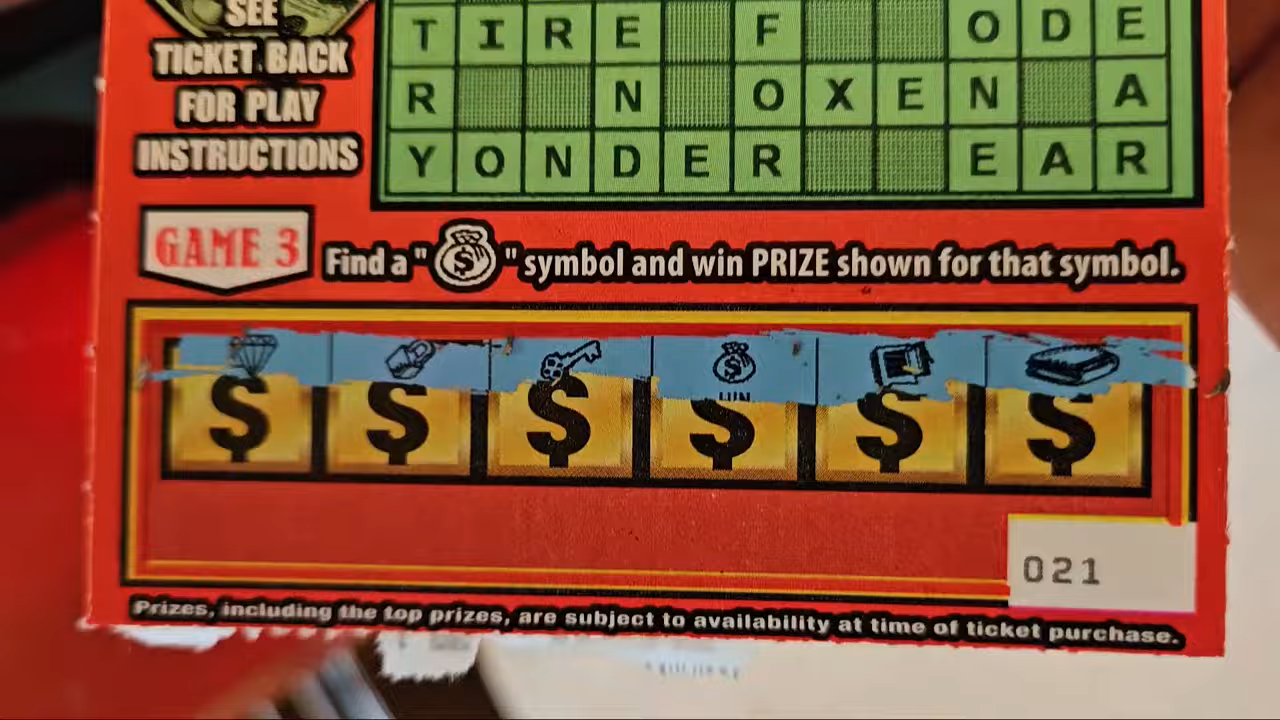 SEE
TICKET BACK
FOR PLAY
INSTRUCTIONS
T I R E F O D E
R N O X E N A
Y O N D E R E A R
GAME 3
Find a "$" symbol and win PRIZE shown for that symbol.
$ $ $ $ $ $
021
Prizes, including the top prizes, are subject to availability at time of ticket purchase.